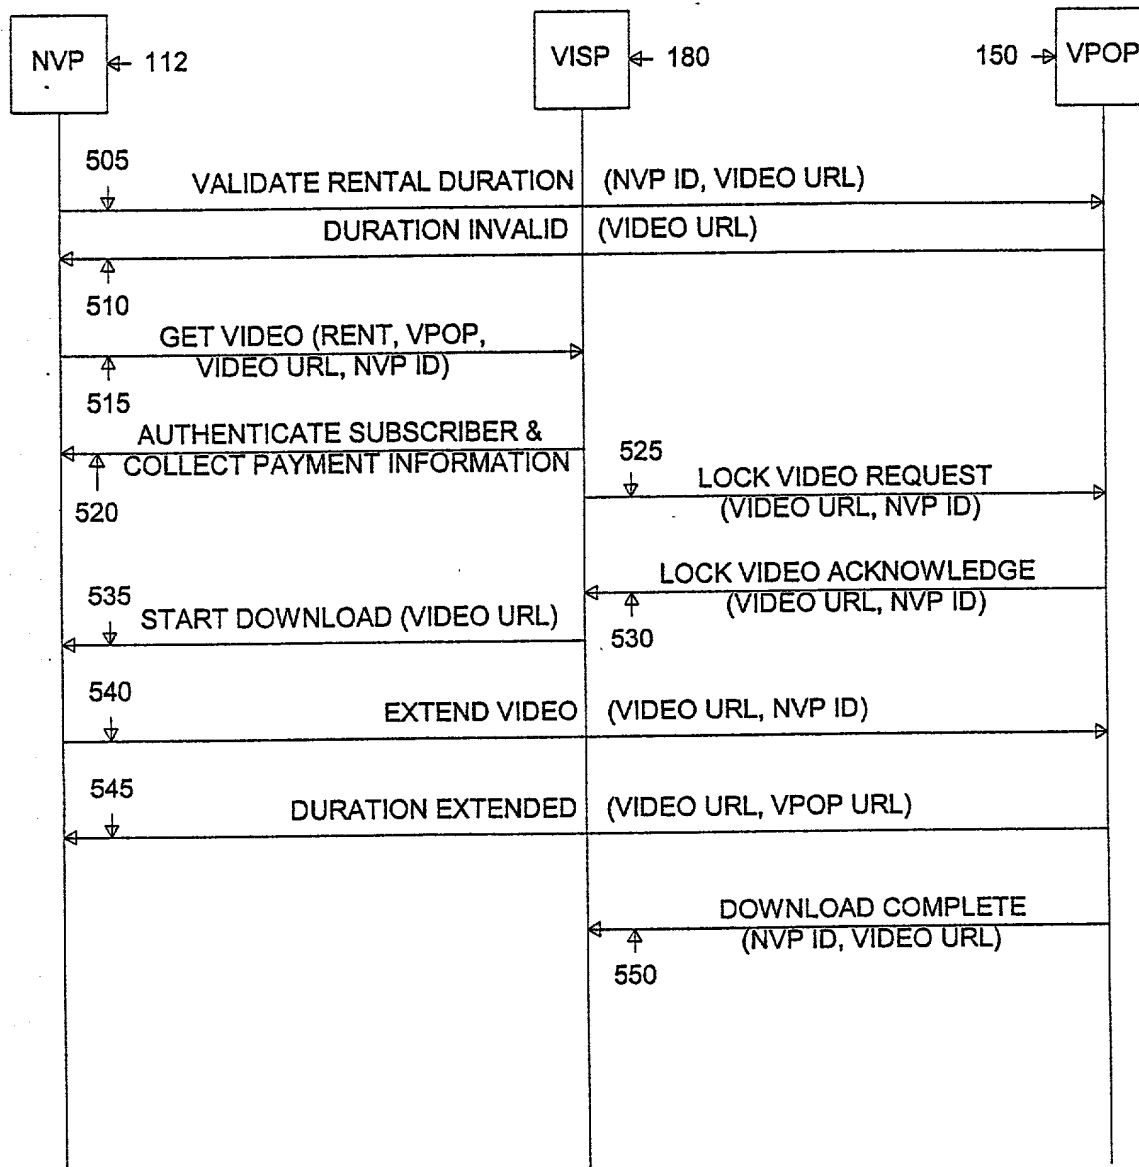 NVP 112
VISP 180
150 VPOP
505
VALIDATE RENTAL DURATION (NVP ID, VIDEO URL)
DURATION INVALID (VIDEO URL)
510
GET VIDEO (RENT, VPOP,
VIDEO URL, NVP ID)
515
AUTHENTICATE SUBSCRIBER &
COLLECT PAYMENT INFORMATION
520
525
LOCK VIDEO REQUEST
(VIDEO URL, NVP ID)
LOCK VIDEO ACKNOWLEDGE
(VIDEO URL, NVP ID)
530
535
START DOWNLOAD (VIDEO URL)
540
EXTEND VIDEO (VIDEO URL, NVP ID)
545
DURATION EXTENDED (VIDEO URL, VPOP URL)
DOWNLOAD COMPLETE
(NVP ID, VIDEO URL)
550